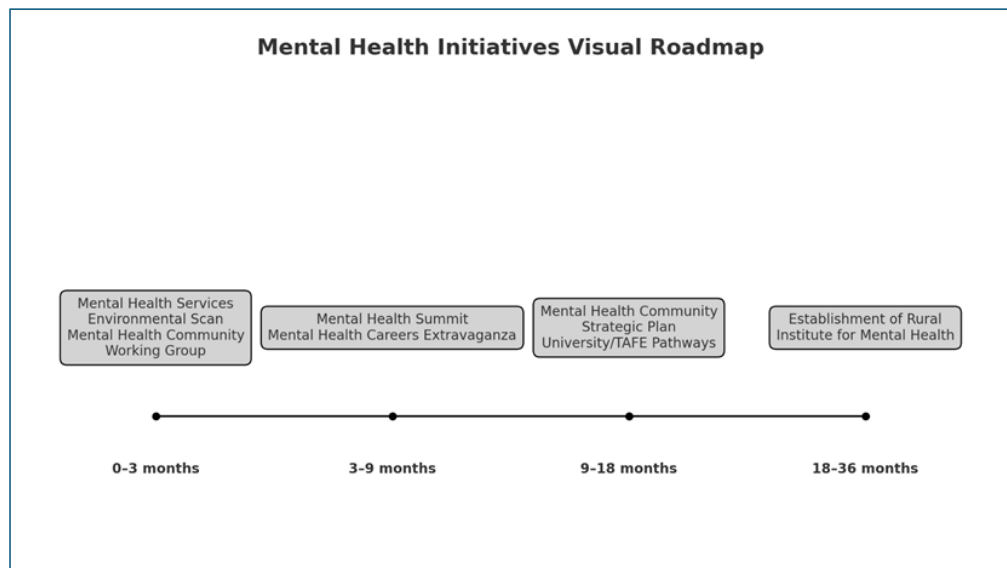 Mental Health Initiatives Visual Roadmap
Mental Health Services
Environmental Scan
Mental Health Community
Working Group
Mental Health Summit
Mental Health Careers Extravaganza
Mental Health Community
Strategic Plan
University/TAFE Pathways
Establishment of Rural
Institute for Mental Health
0–3 months
3–9 months
9–18 months
18–36 months